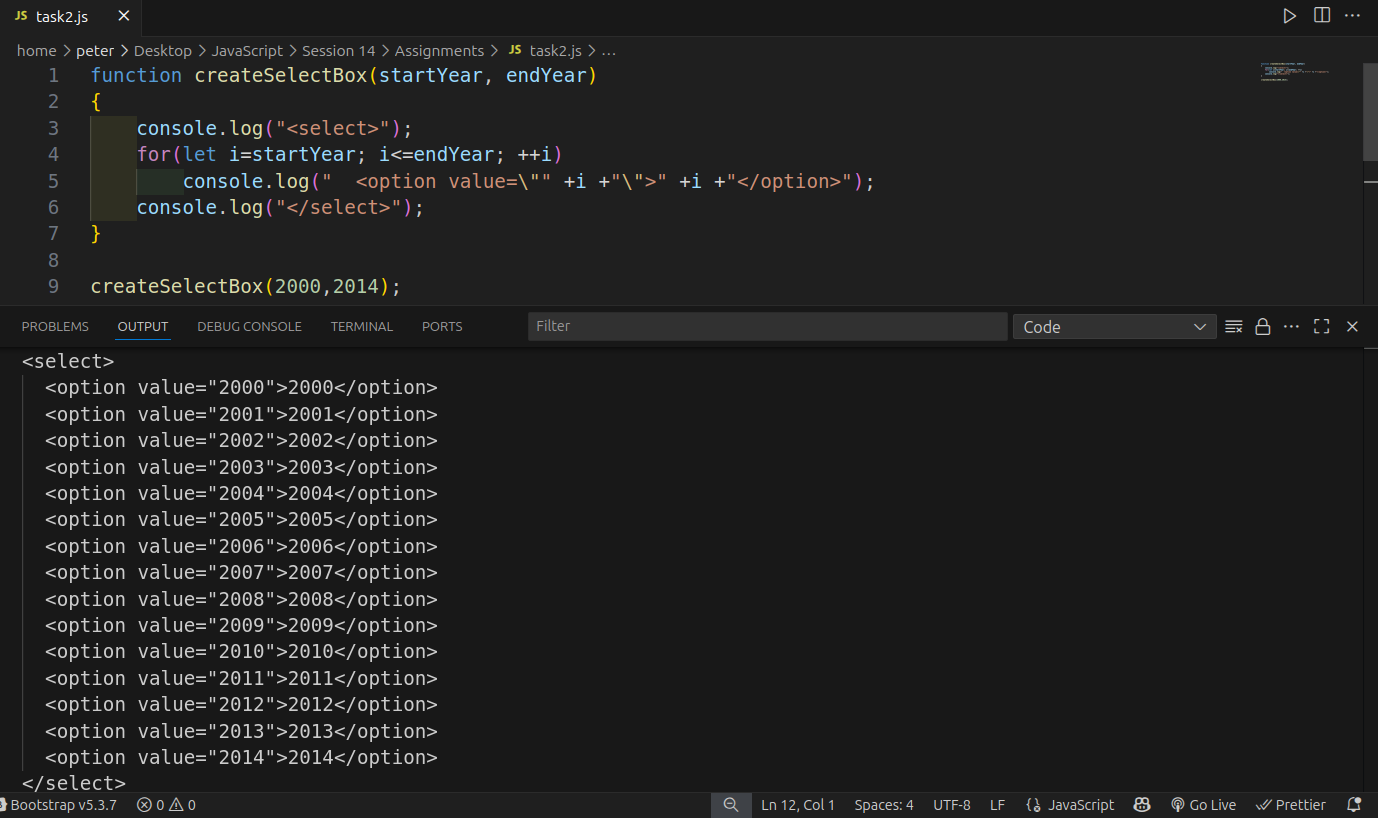 JS task2.js
home > peter > Desktop > JavaScript > Session 14 > Assignments > JS task2.js > ...
1 function createSelectBox(startYear, endYear)
2 {
3     console.log("<select>");
4     for(let i=startYear; i<=endYear; ++i)
5         console.log("  <option value=\"" +i +"\">" +i +"</option>");
6     console.log("</select>");
7 }
8
9 createSelectBox(2000,2014);
PROBLEMS OUTPUT DEBUG CONSOLE TERMINAL PORTS Filter Code
<select>
  <option value="2000">2000</option>
  <option value="2001">2001</option>
  <option value="2002">2002</option>
  <option value="2003">2003</option>
  <option value="2004">2004</option>
  <option value="2005">2005</option>
  <option value="2006">2006</option>
  <option value="2007">2007</option>
  <option value="2008">2008</option>
  <option value="2009">2009</option>
  <option value="2010">2010</option>
  <option value="2011">2011</option>
  <option value="2012">2012</option>
  <option value="2013">2013</option>
  <option value="2014">2014</option>
</select>
Bootstrap v5.3.7 0 0 Ln 12, Col 1 Spaces: 4 UTF-8 LF JavaScript Go Live Prettier